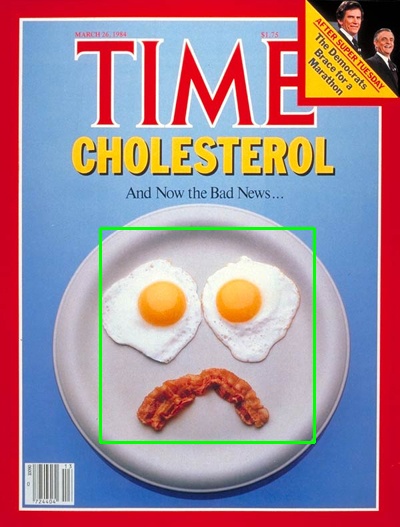 MARCH 26, 1984
$1.75
AFTER SUPER TUESDAY
The Democrats
Brace for a
Marathon
TIME
CHOLESTEROL
And Now the Bad News...
724404